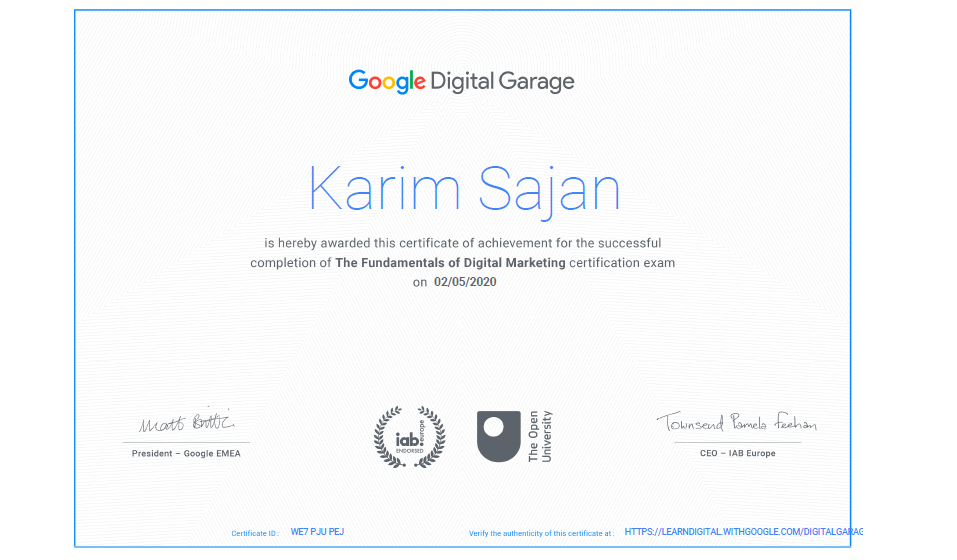 Google Digital Garage
Karim Sajan
is hereby awarded this certificate of achievement for the successful
completion of The Fundamentals of Digital Marketing certification exam
on 02/05/2020
Matt Brittin
Townsend Pamela Feehan
iab europe
ENDORSED
The Open
University
President – Google EMEA
CEO – IAB Europe
Certificate ID: WE7 PJU PEJ
Verify the authenticity of this certificate at: HTTPS://LEARNDIGITAL.WITHGOOGLE.COM/DIGITALGARAG